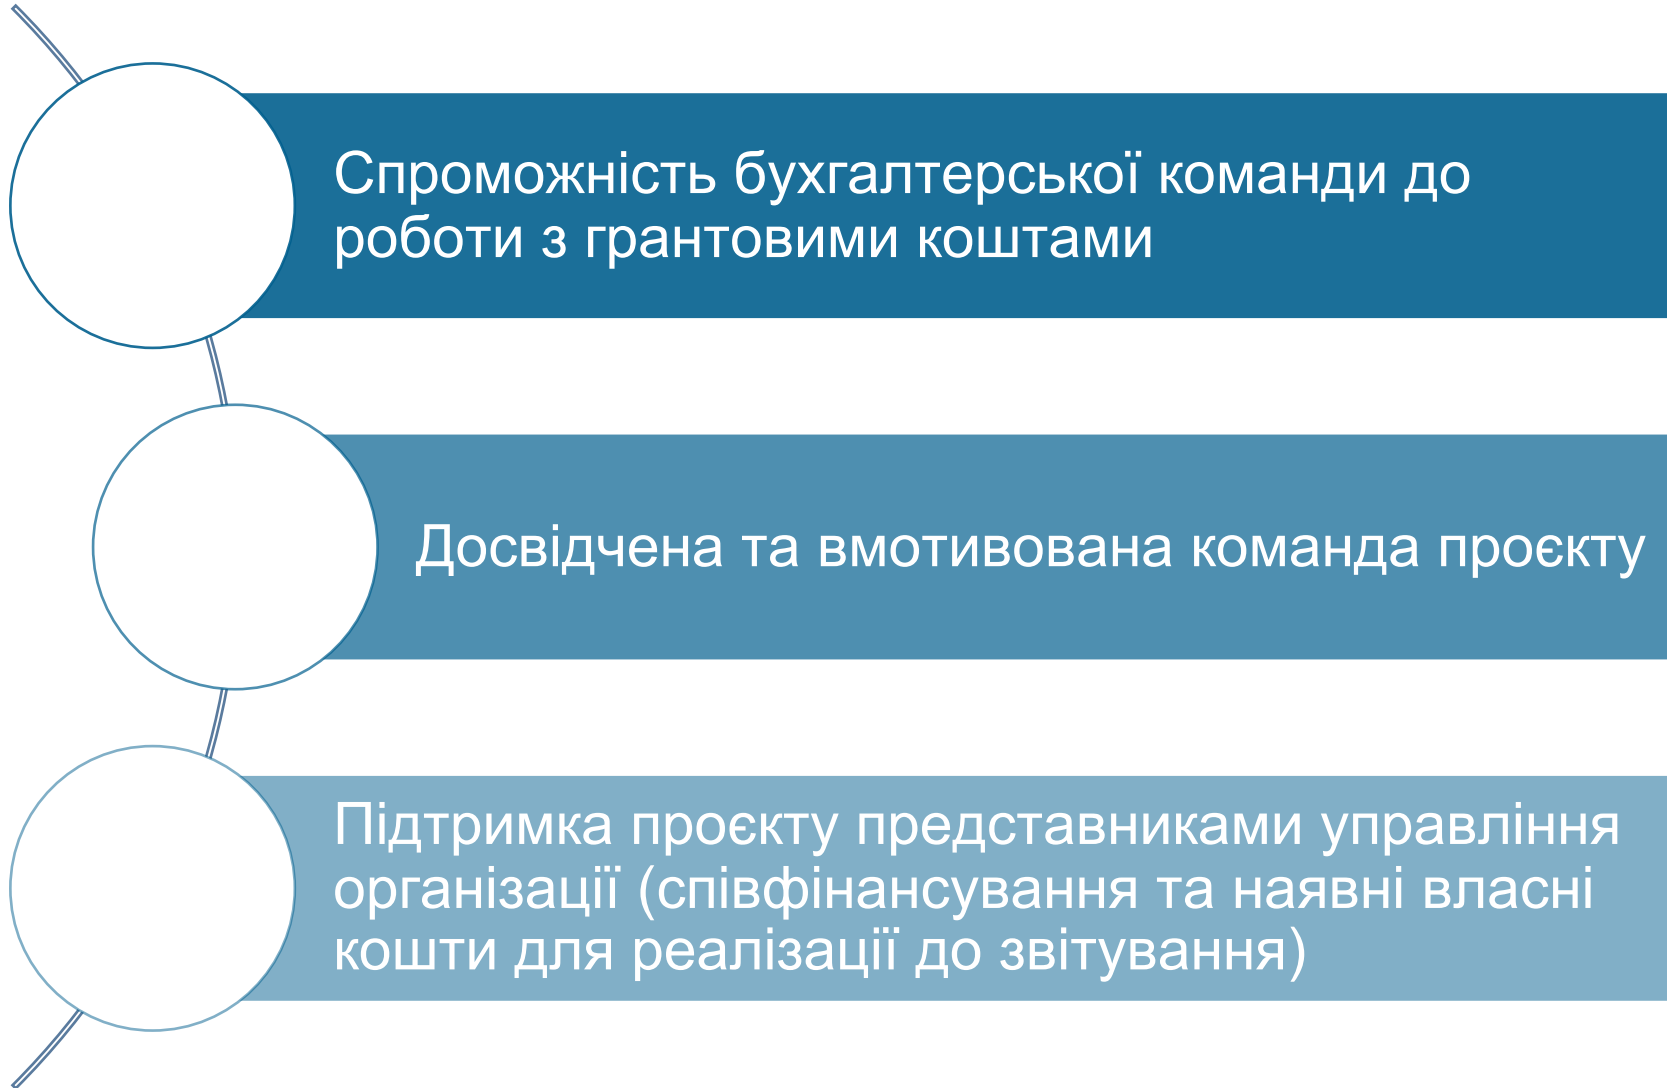 Спроможність бухгалтерської команди до
роботи з грантовими коштами
Досвідчена та вмотивована команда проєкту
Підтримка проєкту представниками управління
організації (співфінансування та наявні власні
кошти для реалізації до звітування)